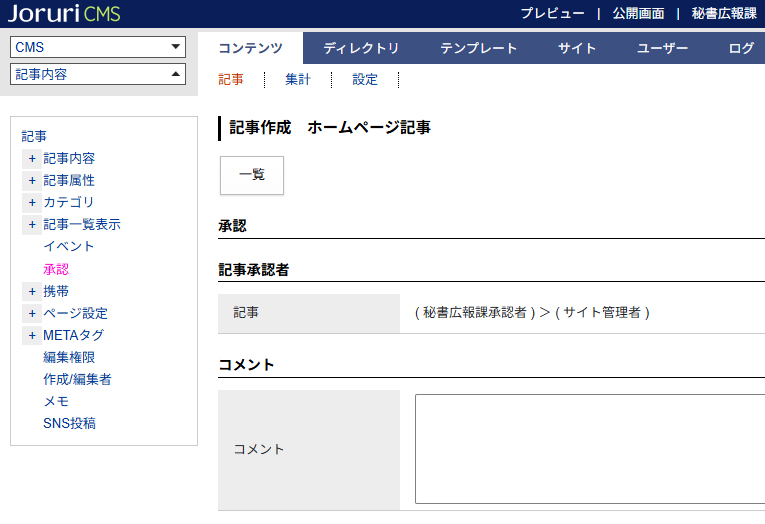 Joruri CMS
プレビュー | 公開画面 | 秘書広報課
CMS
記事内容
コンテンツ ディレクトリ テンプレート サイト ユーザー ログ
記事 集計 設定
記事
+ 記事内容
+ 記事属性
+ カテゴリ
+ 記事一覧表示
イベント
承認
+ 携帯
+ ページ設定
+ METAタグ
編集権限
作成/編集者
メモ
SNS投稿
記事作成　ホームページ記事
一覧
承認
記事承認者
記事 ( 秘書広報課承認者 ) ＞ ( サイト管理者 )
コメント
コメント